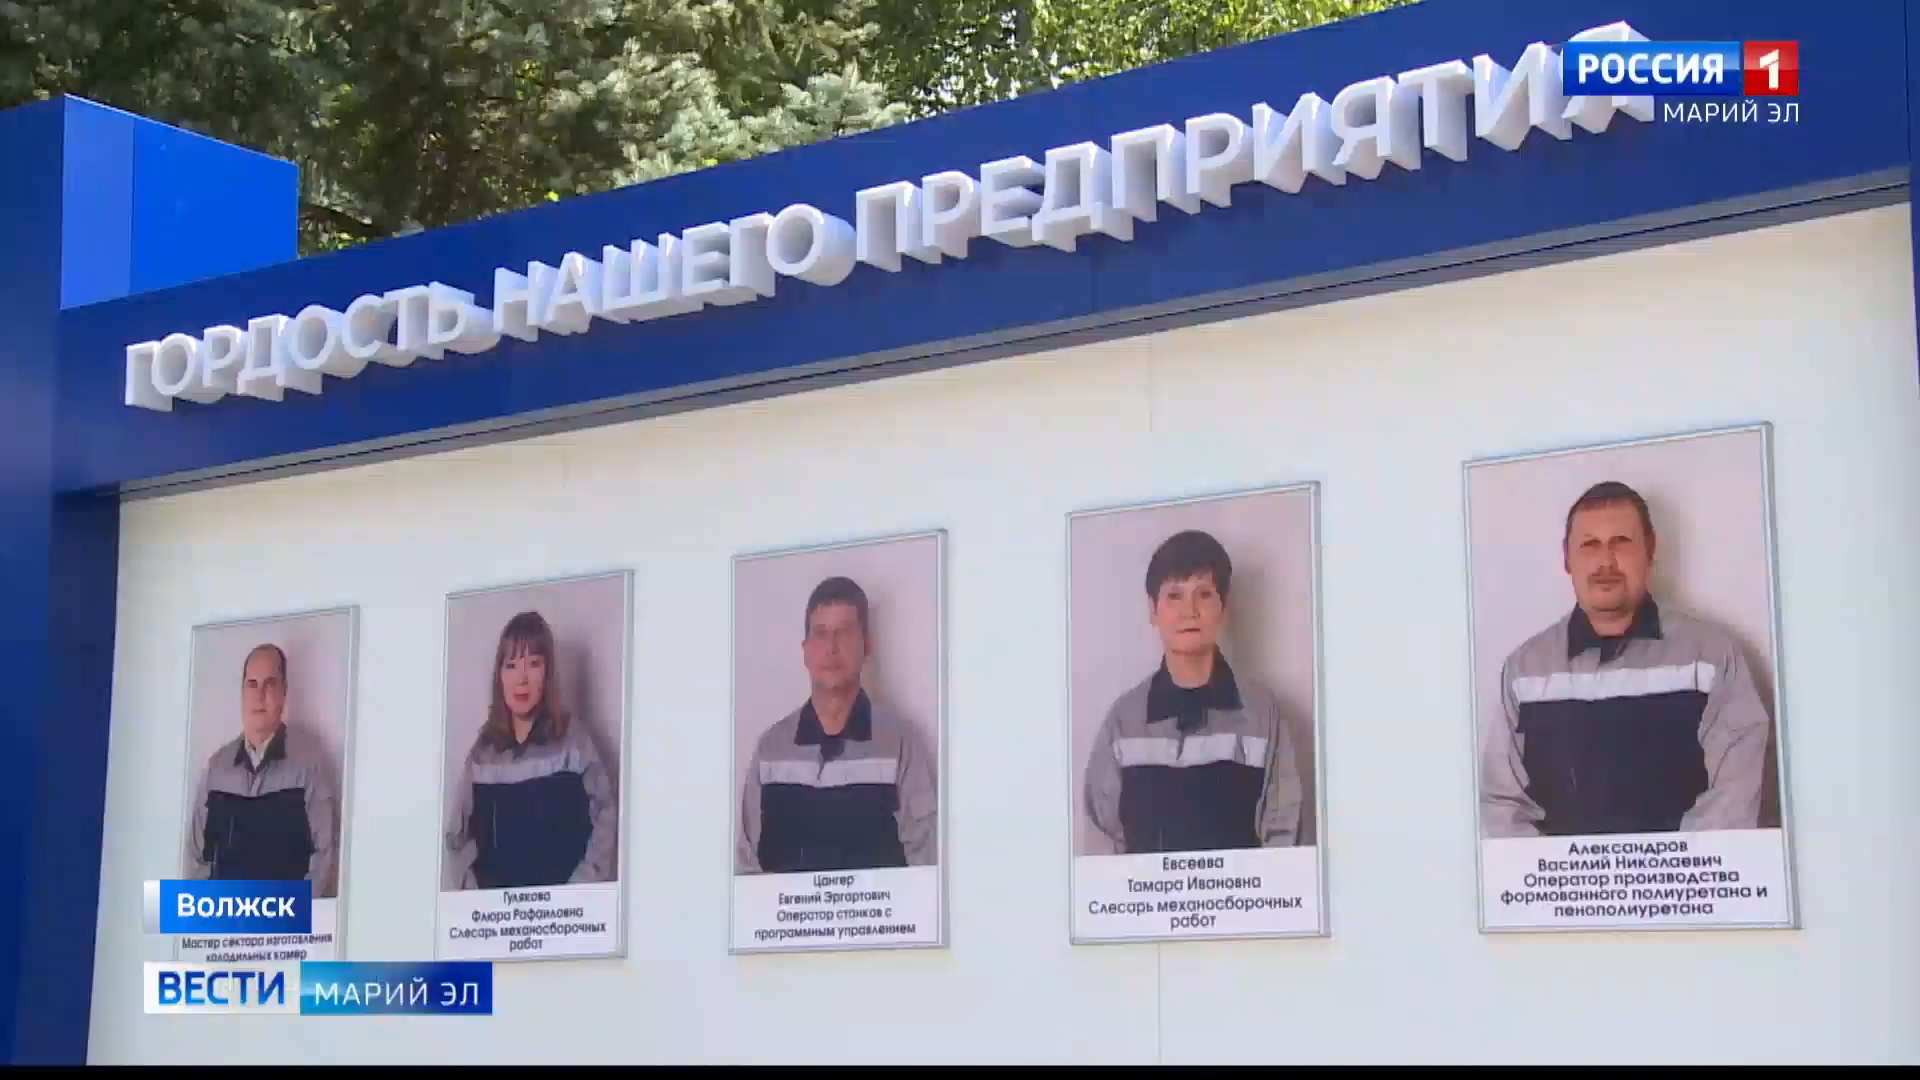 РОССИЯ 1
МАРИЙ ЭЛ
ГОРДОСТЬ НАШЕГО ПРЕДПРИЯТИЯ
Мастер сектора изготовления
холодильных камер
Гулякова
Флюра Рафаиловна
Слесарь механосборочных
работ
Цангер
Евгений Эргартович
Оператор станков с
программным управлением
Евсеева
Тамара Ивановна
Слесарь механосборочных
работ
Александров
Василий Николаевич
Оператор производства
формованного полиуретана и
пенополиуретана
Волжск
ВЕСТИ МАРИЙ ЭЛ